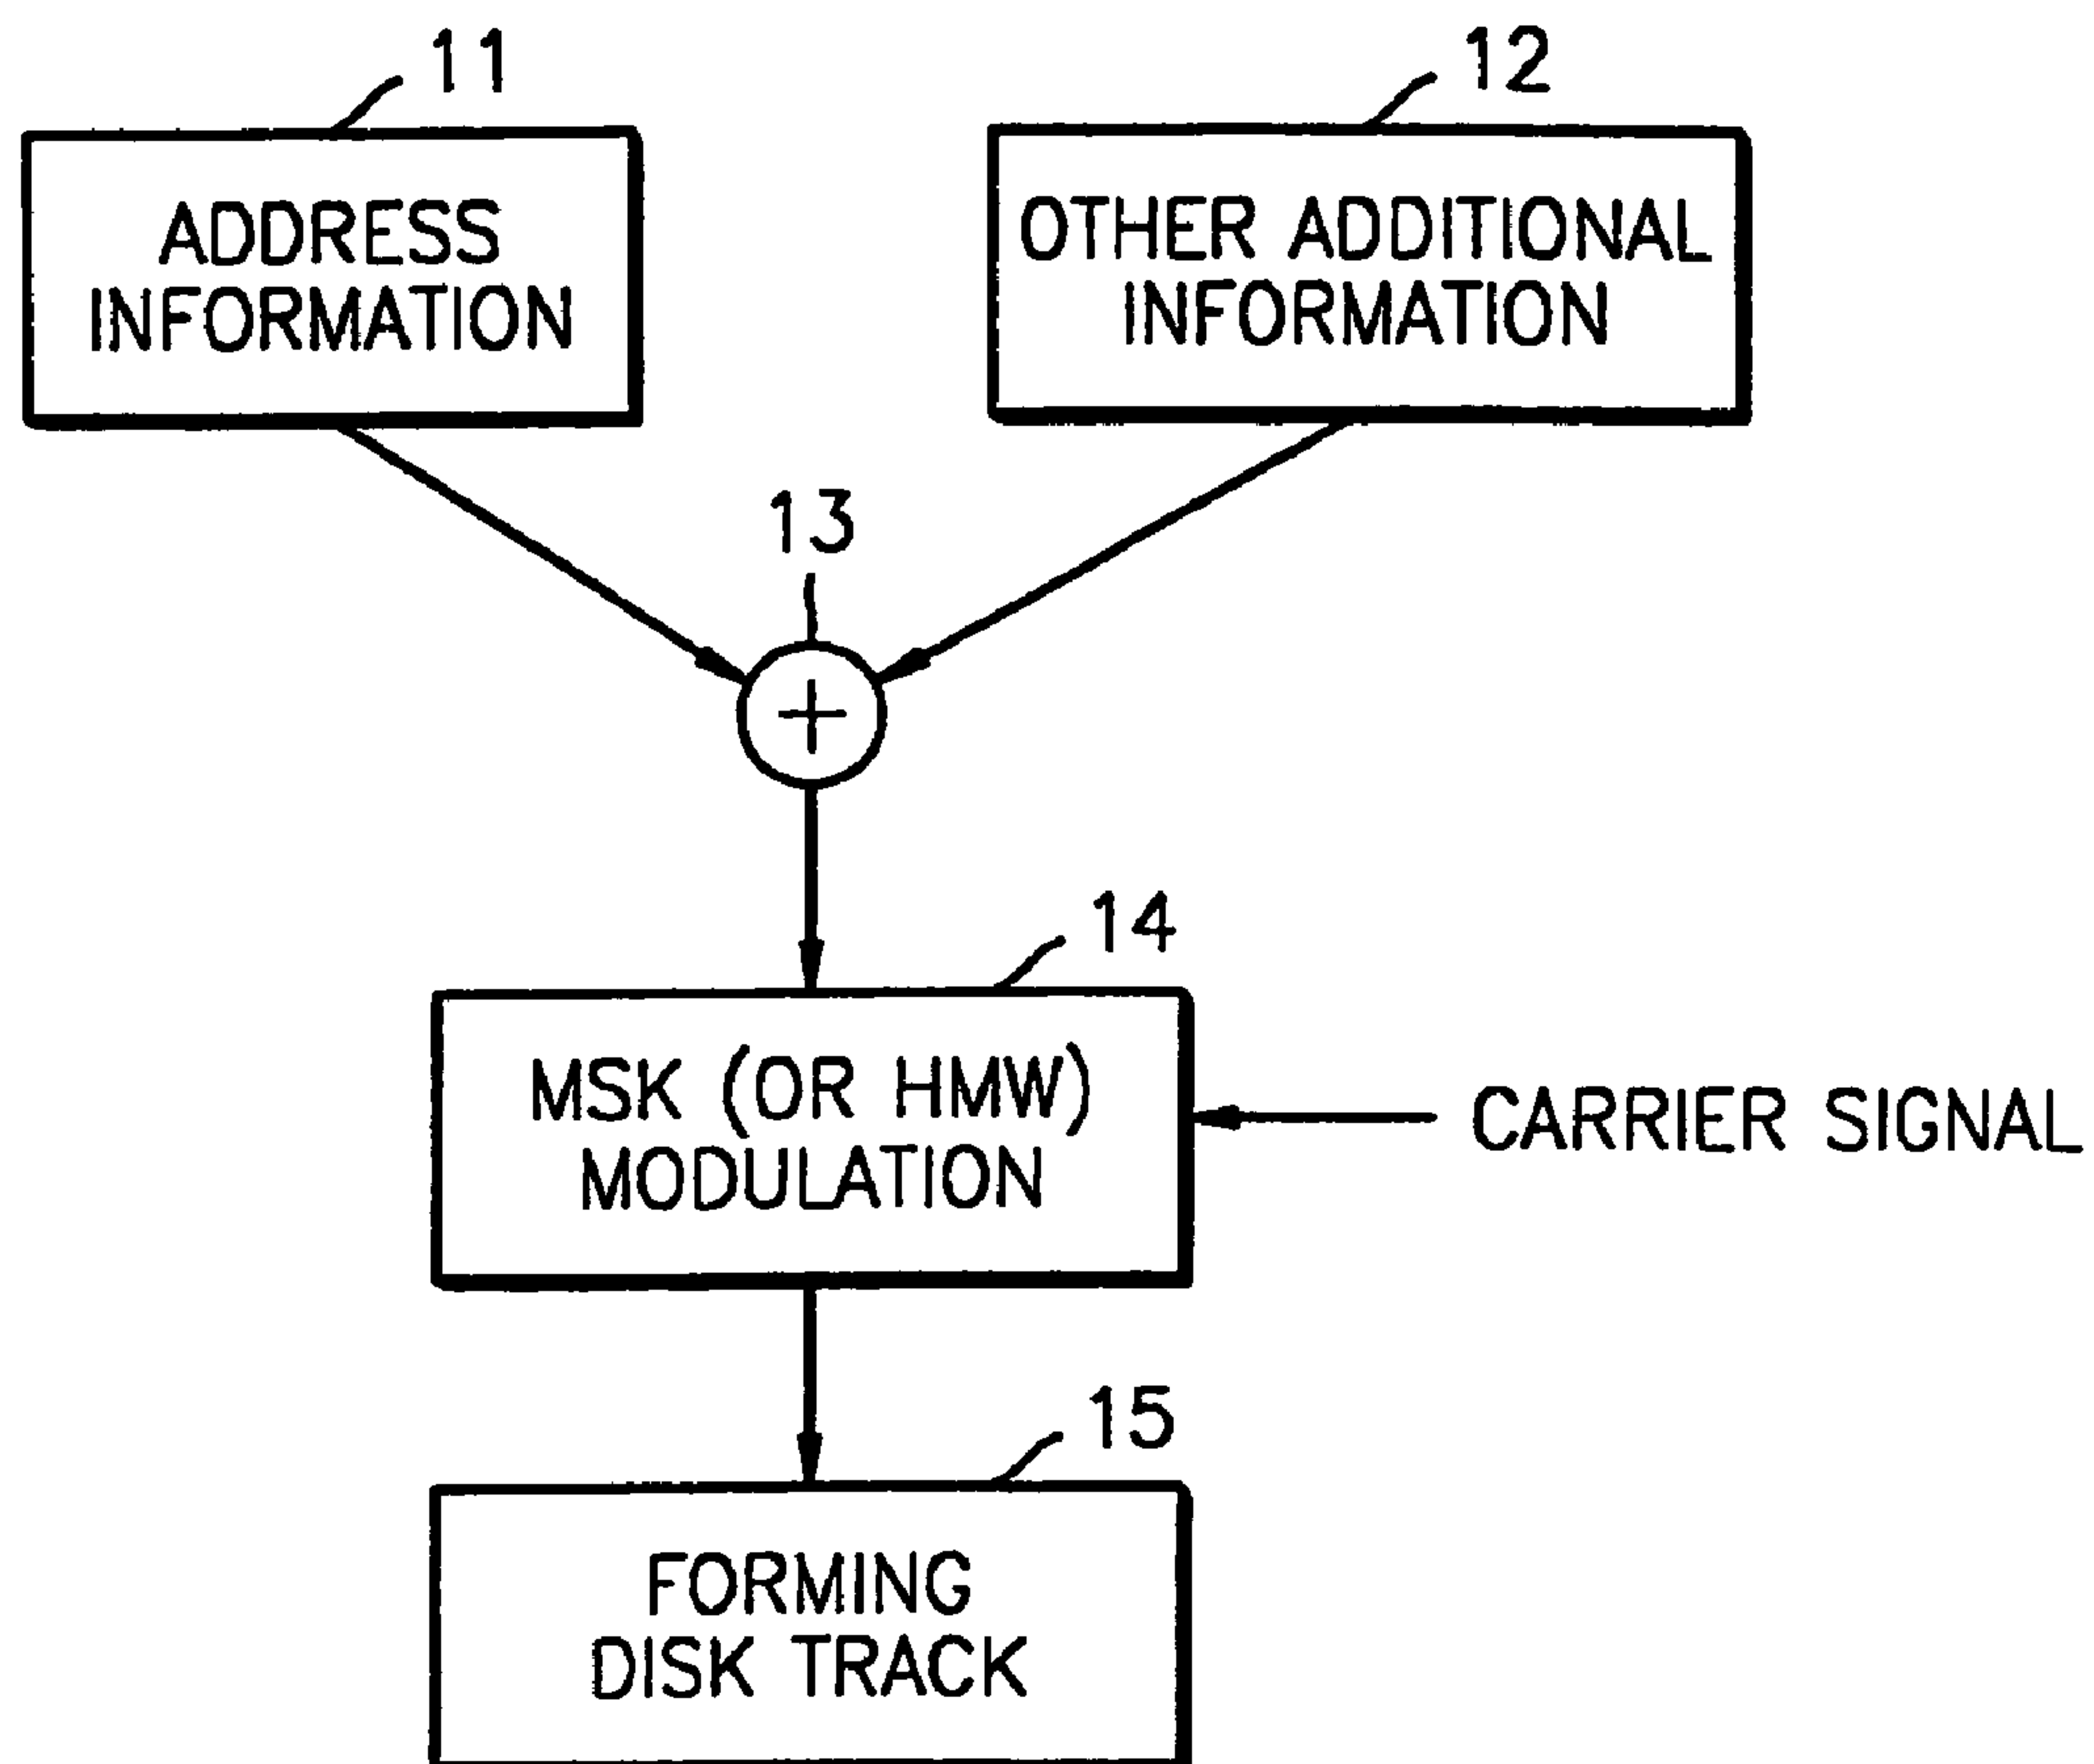 11
12
ADDRESS
INFORMATION
OTHER ADDITIONAL
INFORMATION
13
+
14
MSK (OR HMW)
MODULATION
CARRIER SIGNAL
15
FORMING
DISK TRACK